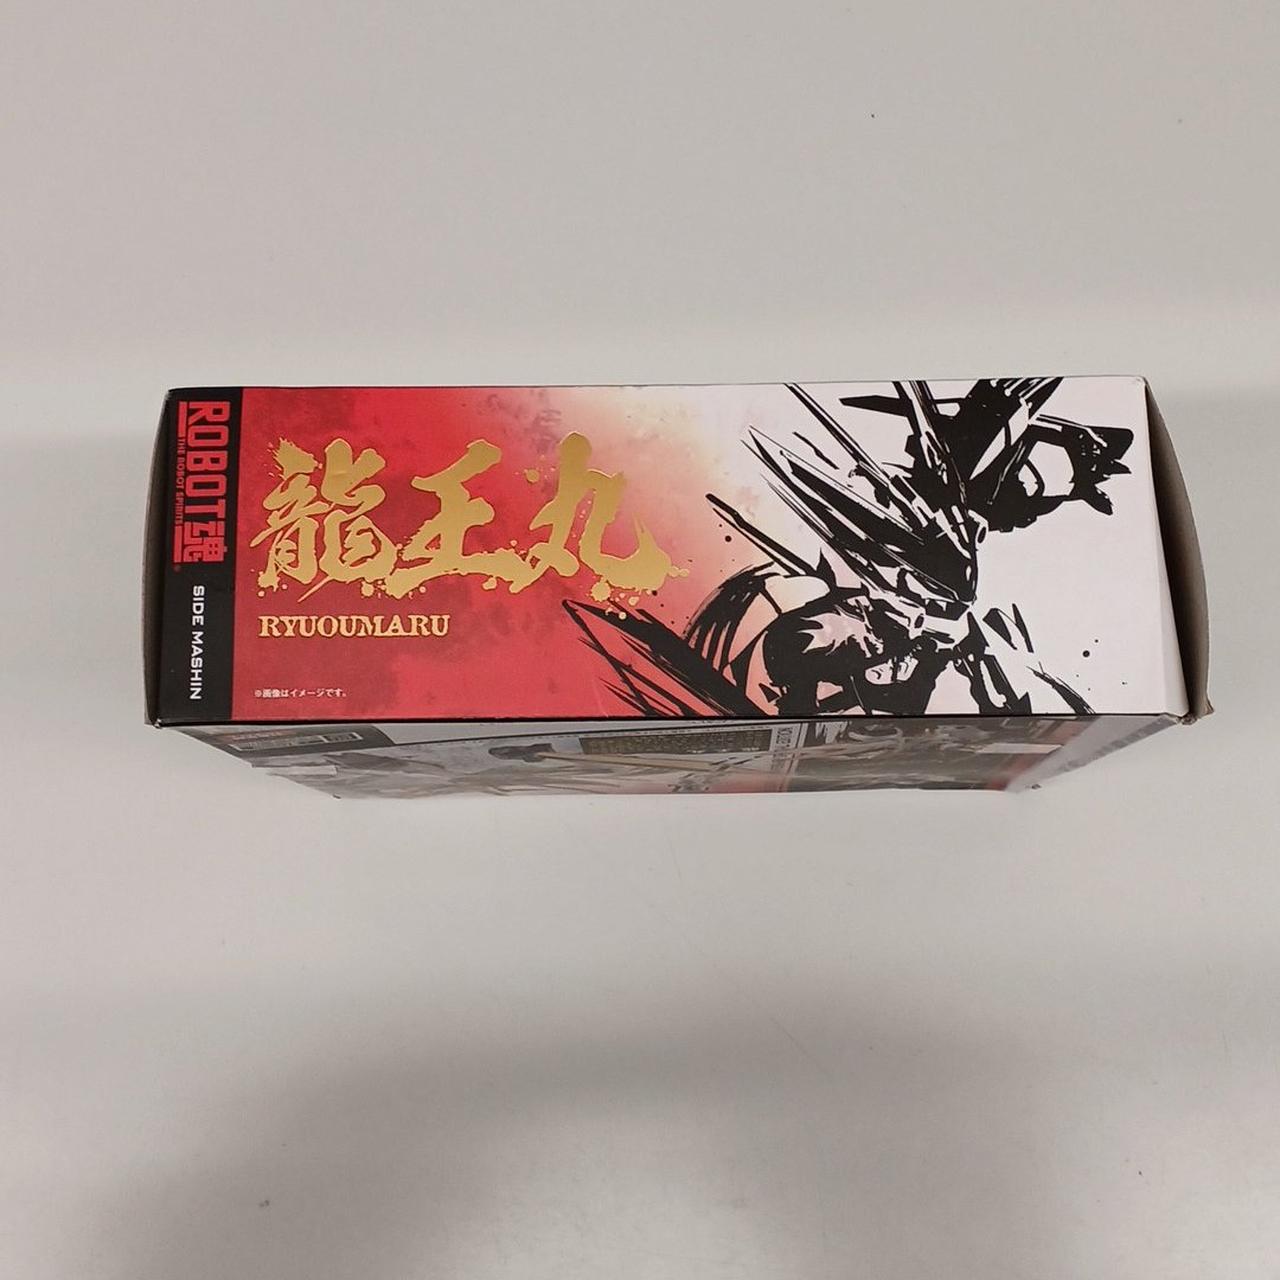 ROBOT魂
THE ROBOT SPIRITS
SIDE MASHIN
龍王丸
RYUOUMARU
※画像はイメージです。